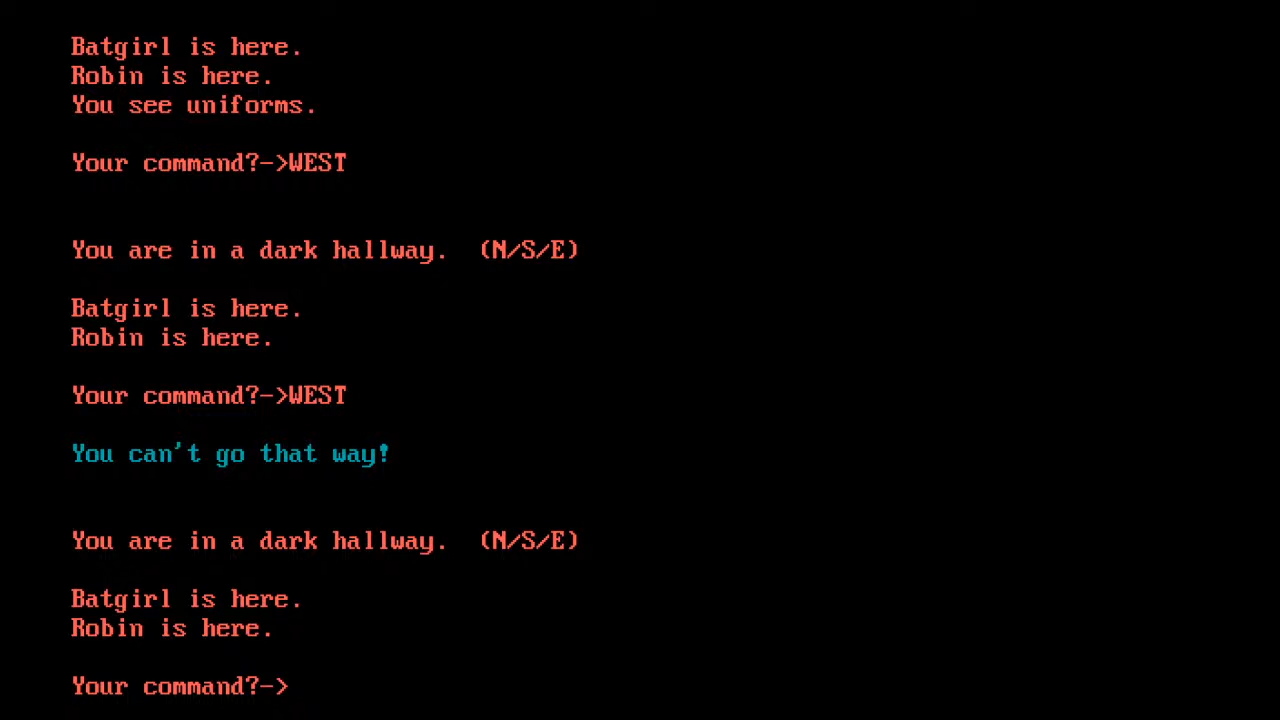 Batgirl is here.
Robin is here.
You see uniforms.
Your command?->WEST
You are in a dark hallway.  (N/S/E)
Batgirl is here.
Robin is here.
Your command?->WEST
You can't go that way!
You are in a dark hallway.  (N/S/E)
Batgirl is here.
Robin is here.
Your command?->